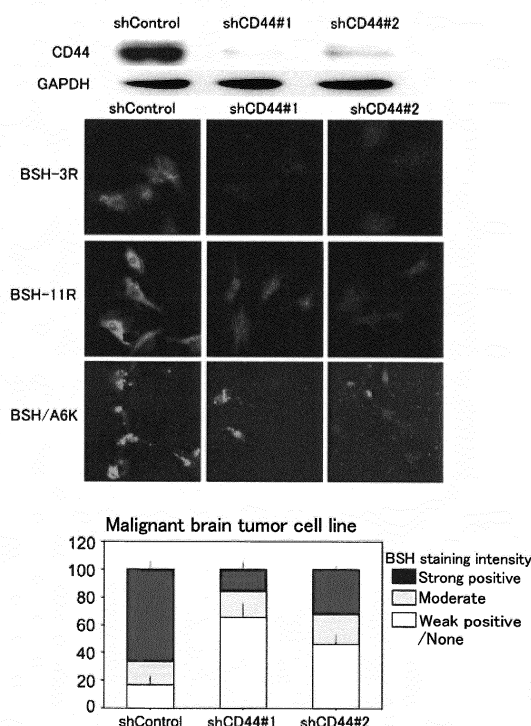 shControl shCD44#1 shCD44#2
CD44
GAPDH
shControl shCD44#1 shCD44#2
BSH-3R
BSH-11R
BSH/A6K
Malignant brain tumor cell line
120
100
80
60
40
20
0
shControl shCD44#1 shCD44#2
BSH staining intensity
Strong positive
Moderate
Weak positive
/None